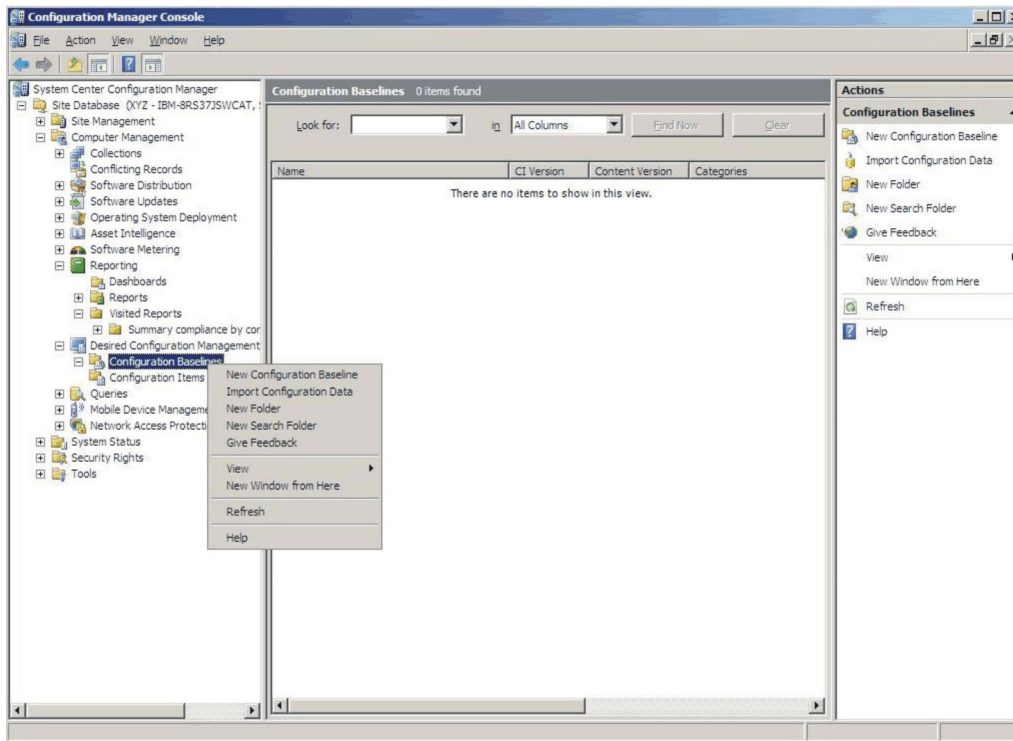 Configuration Manager Console
File Action View Window Help
System Center Configuration Manager
Site Database (XYZ - IBM-8RS37JSWCAT,
Site Management
Computer Management
Collections
Conflicting Records
Software Distribution
Software Updates
Operating System Deployment
Asset Intelligence
Software Metering
Reporting
Dashboards
Reports
Visited Reports
Summary compliance by cor
Desired Configuration Management
Configuration Baselines
Configuration Items
Queries
Mobile Device Manageme
Network Access Protecti
System Status
Security Rights
Tools
New Configuration Baseline
Import Configuration Data
New Folder
New Search Folder
Give Feedback
View
New Window from Here
Refresh
Help
Configuration Baselines 0 items found
Look for: in All Columns Find Now Clear
Name CI Version Content Version Categories
There are no items to show in this view.
Actions
Configuration Baselines
New Configuration Baseline
Import Configuration Data
New Folder
New Search Folder
Give Feedback
View
New Window from Here
Refresh
Help